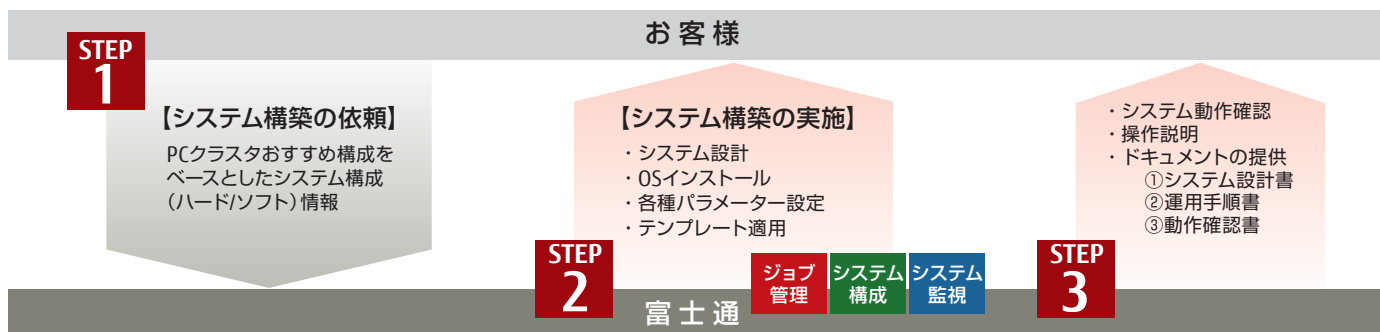 お客様
STEP
1
【システム構築の依頼】
PCクラスタおすすめ構成を
ベースとしたシステム構成
（ハード/ソフト）情報
【システム構築の実施】
・システム設計
・OSインストール
・各種パラメーター設定
・テンプレート適用
STEP
2
ジョブ
管理
システム
構成
システム
監視
・システム動作確認
・操作説明
・ドキュメントの提供
①システム設計書
②運用手順書
③動作確認書
STEP
3
富士通